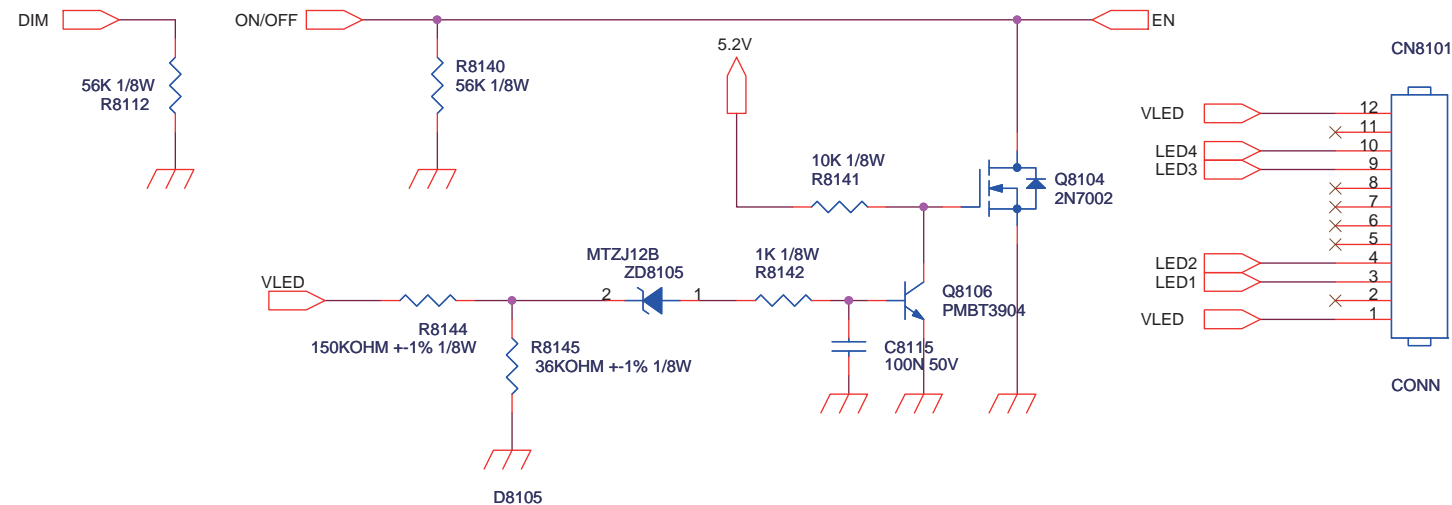 DIM
ON/OFF
EN
5.2V
CN8101
R8140
56K 1/8W
56K 1/8W
R8112
VLED
12
11
LED4
10
LED3
9
8
7
6
5
LED2
4
LED1
3
2
VLED
1
10K 1/8W
R8141
Q8104
2N7002
MTZJ12B
ZD8105
1K 1/8W
R8142
VLED
2
1
Q8106
PMBT3904
R8144
150KOHM +-1% 1/8W
R8145
36KOHM +-1% 1/8W
C8115
100N 50V
CONN
D8105